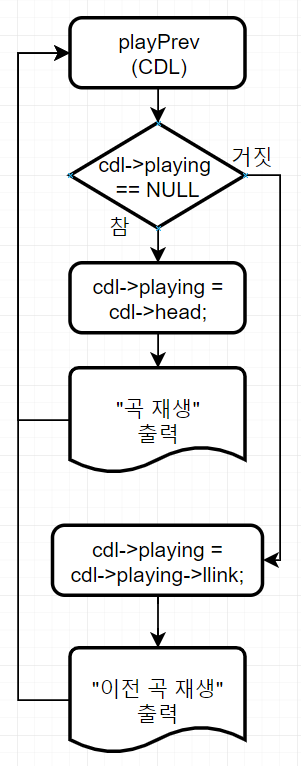 playPrev
(CDL)
cdl->playing
== NULL
거짓
참
cdl->playing =
cdl->head;
"곡 재생"
출력
cdl->playing =
cdl->playing->llink;
"이전 곡 재생"
출력